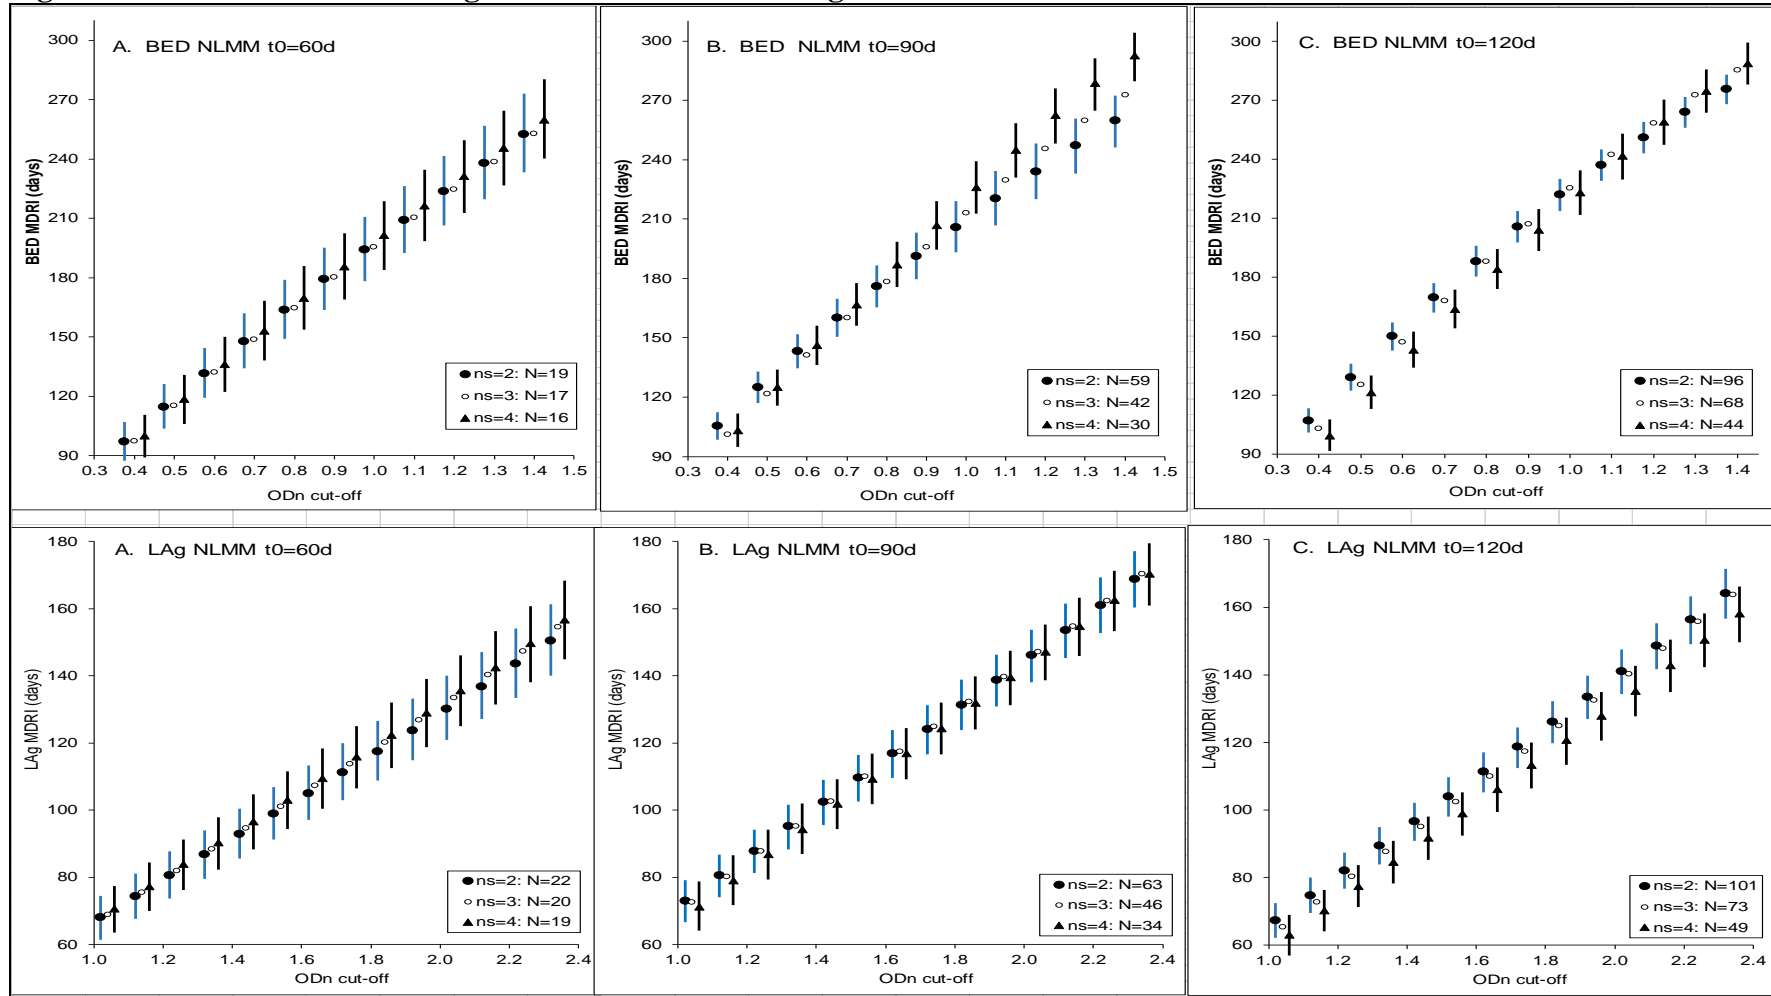 A. BED NLMM t0=60d
BED MDRI (days)
300
270
240
210
180
150
120
90
0.3 0.4 0.5 0.6 0.7 0.8 0.9 1.0 1.1 1.2 1.3 1.4 1.5
ODn cut-off
ns=2: N=19
ns=3: N=17
ns=4: N=16
B. BED NLMM t0=90d
BED MDRI (days)
300
270
240
210
180
150
120
90
0.3 0.4 0.5 0.6 0.7 0.8 0.9 1.0 1.1 1.2 1.3 1.4 1.5
ODn cut-off
ns=2: N=59
ns=3: N=42
ns=4: N=30
C. BED NLMM t0=120d
BED MDRI (days)
300
270
240
210
180
150
120
90
0.3 0.4 0.5 0.6 0.7 0.8 0.9 1.0 1.1 1.2 1.3 1.4
ODn cut-off
ns=2: N=96
ns=3: N=68
ns=4: N=44
A. LAg NLMM t0=60d
LAg MDRI (days)
180
160
140
120
100
80
60
1.0 1.2 1.4 1.6 1.8 2.0 2.2 2.4
ODn cut-off
ns=2: N=22
ns=3: N=20
ns=4: N=19
B. LAg NLMM t0=90d
LAg MDRI (days)
180
160
140
120
100
80
60
1.0 1.2 1.4 1.6 1.8 2.0 2.2 2.4
ODn cut-off
ns=2: N=63
ns=3: N=46
ns=4: N=34
C. LAg NLMM t0=120d
LAg MDRI (days)
180
160
140
120
100
80
60
1.0 1.2 1.4 1.6 1.8 2.0 2.2 2.4
ODn cut-off
ns=2: N=101
ns=3: N=73
ns=4: N=49